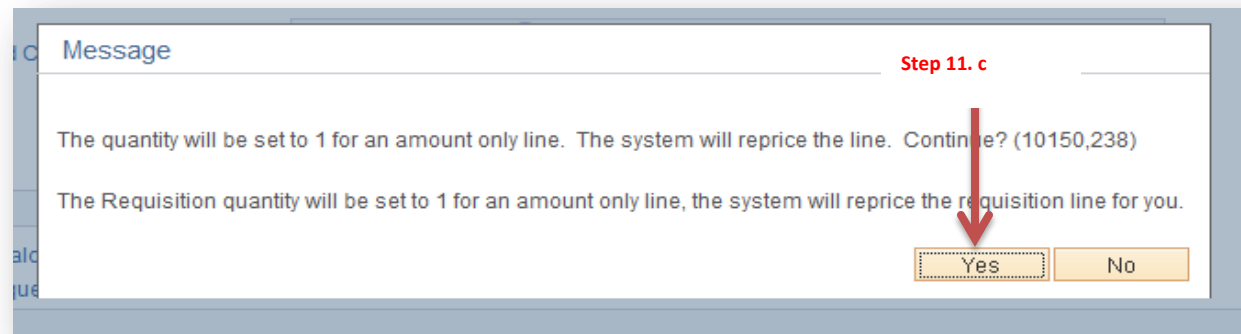 Message
Step 11. c
The quantity will be set to 1 for an amount only line. The system will reprice the line. Continue? (10150,238)
The Requisition quantity will be set to 1 for an amount only line, the system will reprice the requisition line for you.
Yes No